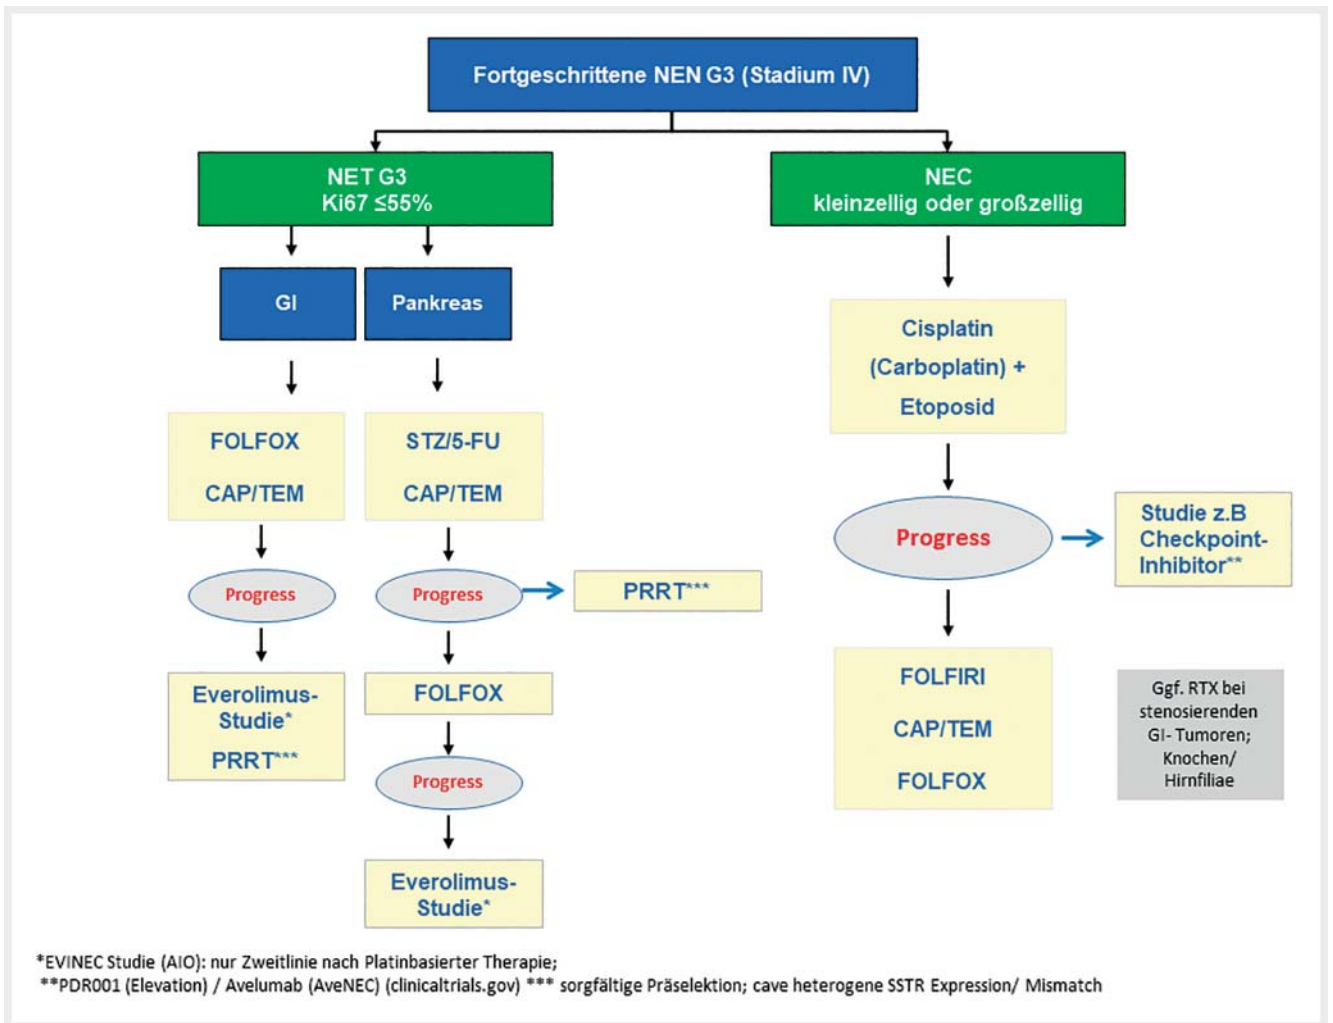 Fortgeschrittene NEN G3 (Stadium IV)
NET G3
Ki67 ≤55%
NEC
kleinzellig oder großzellig
GI
Pankreas
Cisplatin
(Carboplatin) +
Etoposid
FOLFOX
CAP/TEM
STZ/5-FU
CAP/TEM
Progress
Studie z.B
Checkpoint-
Inhibitor**
Progress
Progress
PRRT***
Everolimus-
Studie*
PRRT***
FOLFOX
FOLFIRI
CAP/TEM
FOLFOX
Ggf. RTX bei
stenosierenden
GI- Tumoren;
Knochen/
Hirnfiliae
Progress
Everolimus-
Studie*
*EVINEC Studie (AIO): nur Zweitlinie nach Platinbasierter Therapie;
**PDR001 (Elevation) / Avelumab (AveNEC) (clinicaltrials.gov) *** sorgfältige Präselektion; cave heterogene SSTR Expression/ Mismatch